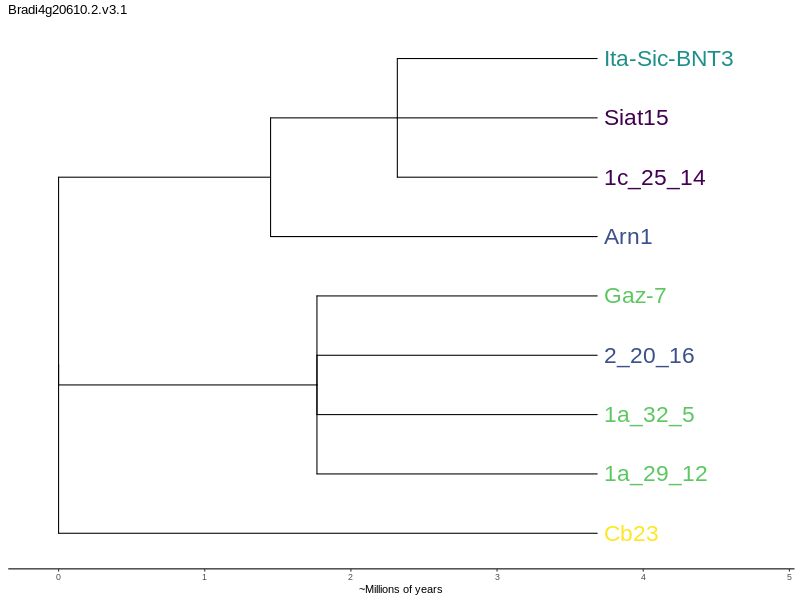 Bradi4g20610.2.v3.1
Ita-Sic-BNT3
Siat15
1c_25_14
Arn1
Gaz-7
2_20_16
1a_32_5
1a_29_12
Cb23
0 1 2 3 4 5
~Millions of years